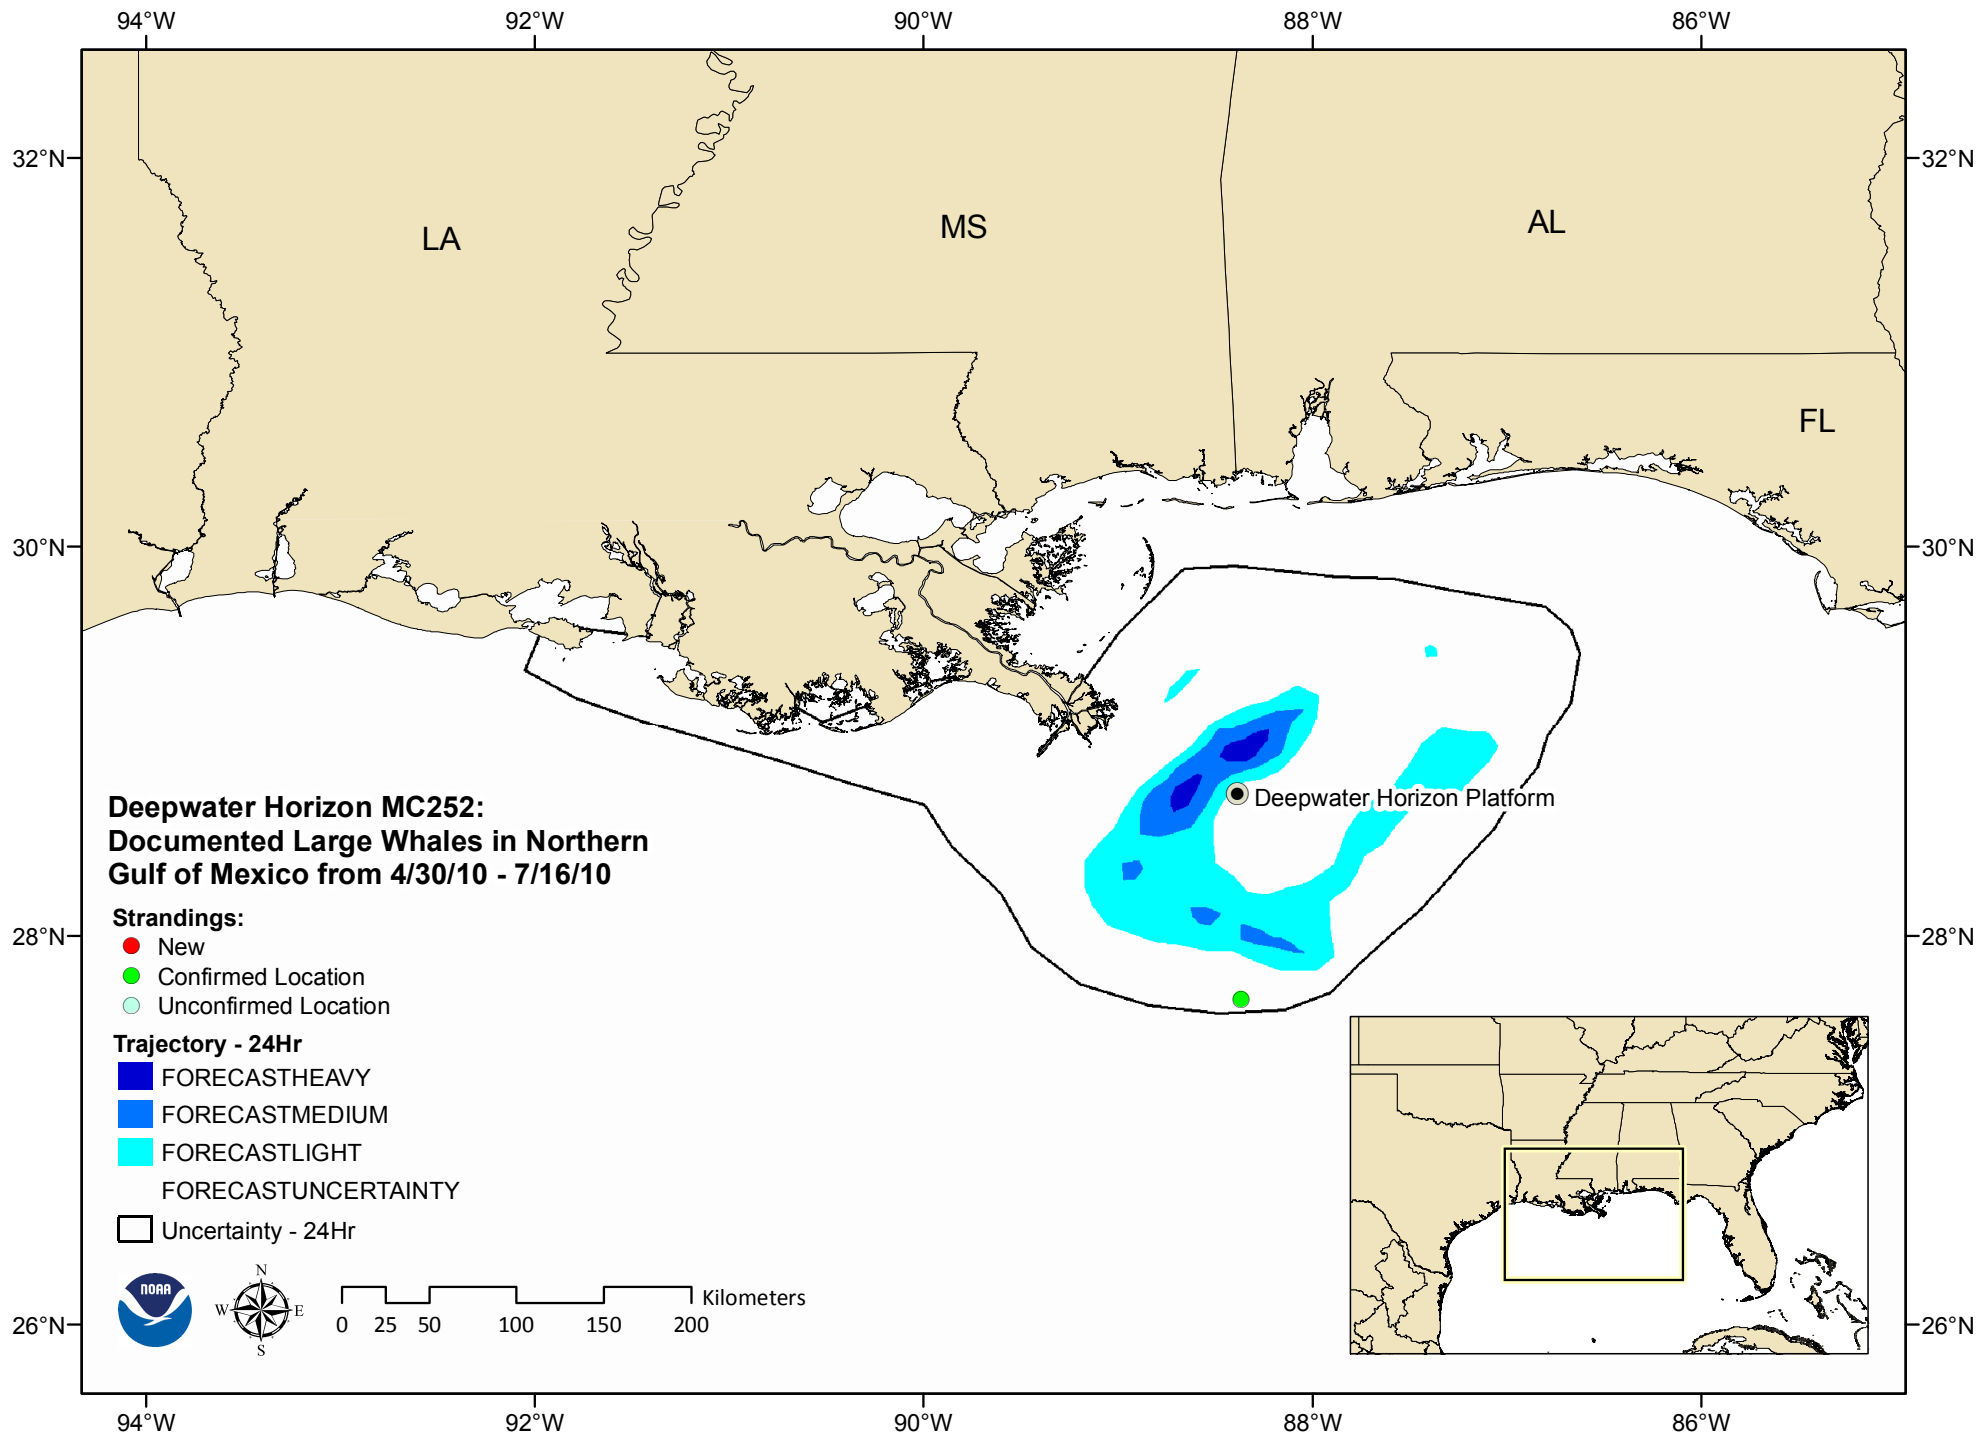 94°W 92°W 90°W 88°W 86°W
32°N 32°N
LA MS AL
FL
30°N 30°N
Deepwater Horizon Platform
Deepwater Horizon MC252:
Documented Large Whales in Northern
Gulf of Mexico from 4/30/10 - 7/16/10
Strandings:
28°N 28°N
New
Confirmed Location
Unconfirmed Location
Trajectory - 24Hr
FORECASTHEAVY
FORECASTMEDIUM
FORECASTLIGHT
FORECASTUNCERTAINTY
Uncertainty - 24Hr
NOAA
N
W E
S
Kilometers
0 25 50 100 150 200
26°N 26°N
94°W 92°W 90°W 88°W 86°W